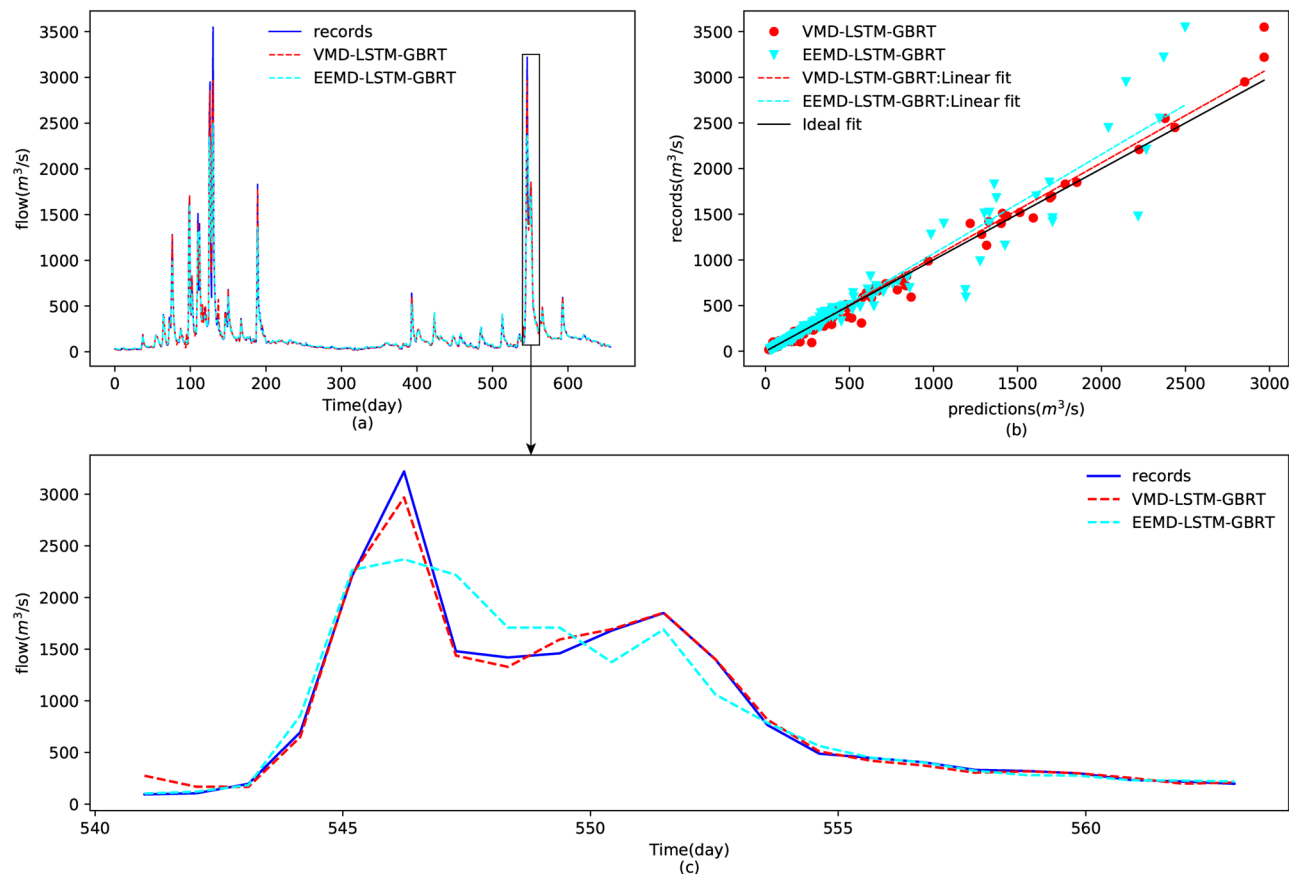 3500
3000
2500
2000
1500
1000
500
0
flow(m³/s)
records
VMD-LSTM-GBRT
EEMD-LSTM-GBRT
0 100 200 300 400 500 600
Time(day)
(a)
3500
3000
2500
2000
1500
1000
500
0
records(m³/s)
VMD-LSTM-GBRT
EEMD-LSTM-GBRT
VMD-LSTM-GBRT:Linear fit
EEMD-LSTM-GBRT:Linear fit
Ideal fit
0 500 1000 1500 2000 2500 3000
predictions(m³/s)
(b)
3000
2500
2000
1500
1000
500
0
flow(m³/s)
records
VMD-LSTM-GBRT
EEMD-LSTM-GBRT
540 545 550 555 560
Time(day)
(c)